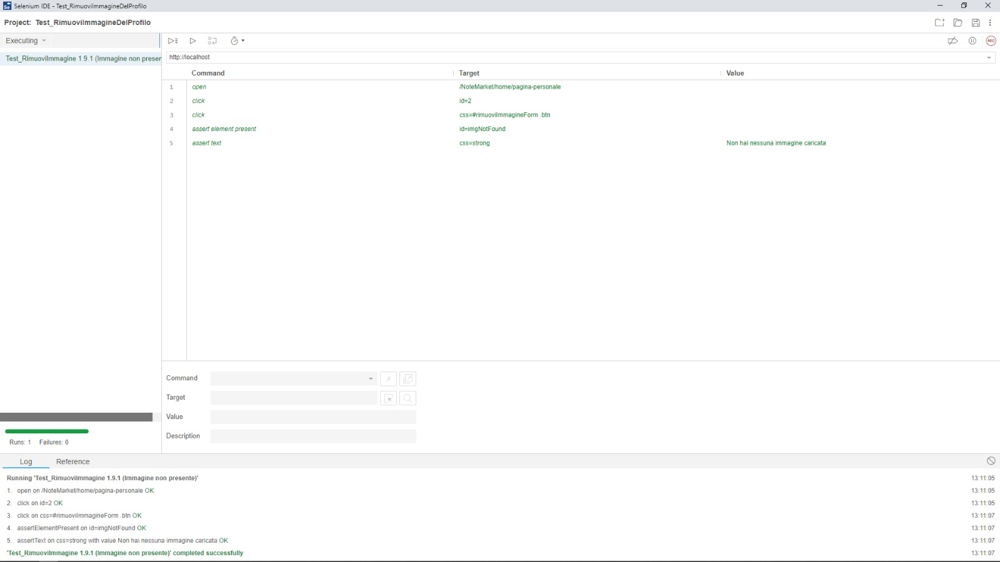 Selenium IDE - Test_RimuoviImmagineDelProfilo
Project: Test_RimuoviImmagineDelProfilo
Executing
http://localhost
REC
Test_RimuoviImmagine 1.9.1 (Immagine non preser
Command Target Value
1 open /NoteMarket/home/pagina-personale
2 click id=2
3 click css=#rimuoviImmagineForm .btn
4 assert element present id=imgNotFound
5 assert text css=strong Non hai nessuna immagine caricata
Command
//
Target
Value
Description
Runs: 1 Failures: 0
Log Reference
Running 'Test_RimuoviImmagine 1.9.1 (Immagine non presente)' 13:11:05
1. open on /NoteMarket/home/pagina-personale OK 13:11:05
2. click on id=2 OK 13:11:05
3. click on css=#rimuoviImmagineForm .btn OK 13:11:07
4. assertElementPresent on id=imgNotFound OK 13:11:07
5. assertText on css=strong with value Non hai nessuna immagine caricata OK 13:11:07
'Test_RimuoviImmagine 1.9.1 (Immagine non presente)' completed successfully 13:11:07